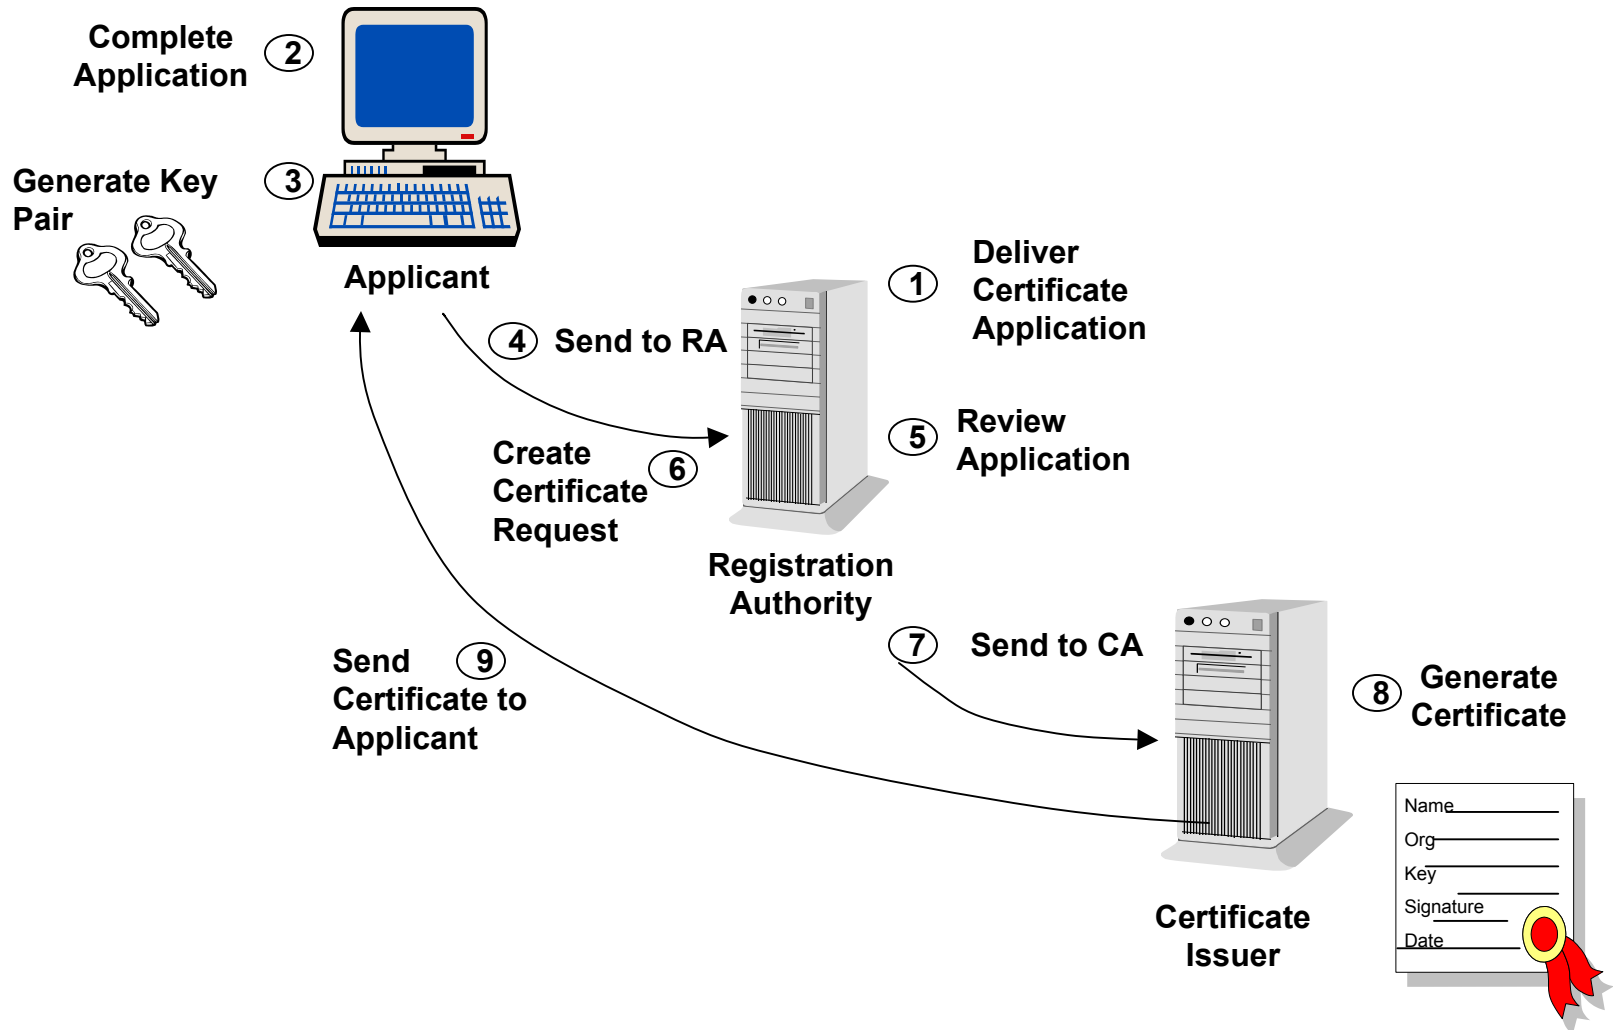 Complete
Application
2
Generate Key
Pair
3
Applicant
1
Deliver
Certificate
Application
4
Send to RA
5
Review
Application
Create
Certificate
Request
6
Registration
Authority
7
Send to CA
Send
Certificate to
Applicant
9
8
Generate
Certificate
Certificate
Issuer
Name
Org
Key
Signature
Date